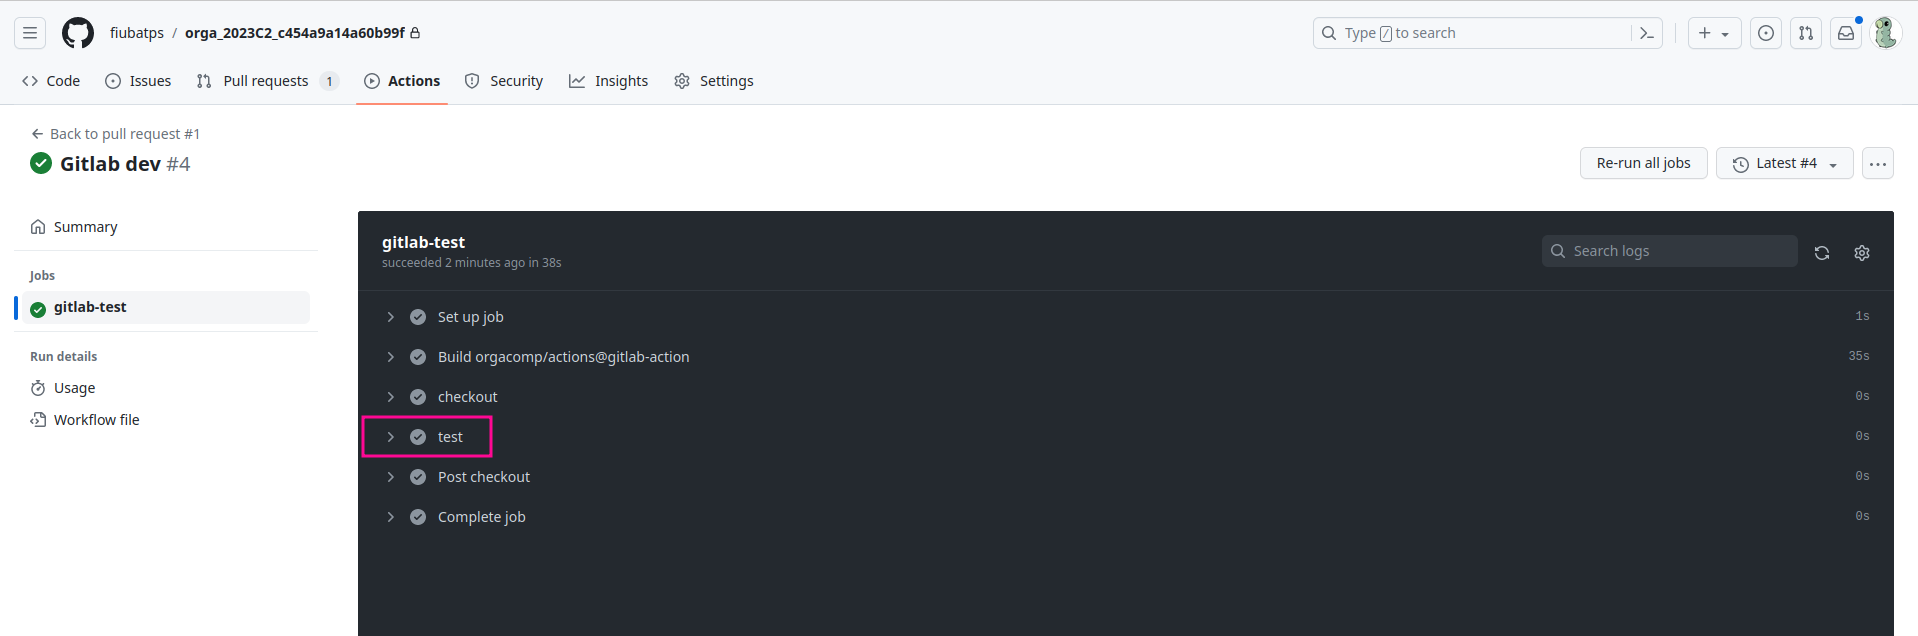 fiubatps / orga_2023C2_c454a9a14a60b99f
Type / to search
Code Issues Pull requests 1 Actions Security Insights Settings
Back to pull request #1
Gitlab dev #4
Re-run all jobs Latest #4
Summary
Jobs
gitlab-test
Run details
Usage
Workflow file
gitlab-test
succeeded 2 minutes ago in 38s
Search logs
Set up job 1s
Build orgacomp/actions@gitlab-action 35s
checkout 0s
test 0s
Post checkout 0s
Complete job 0s